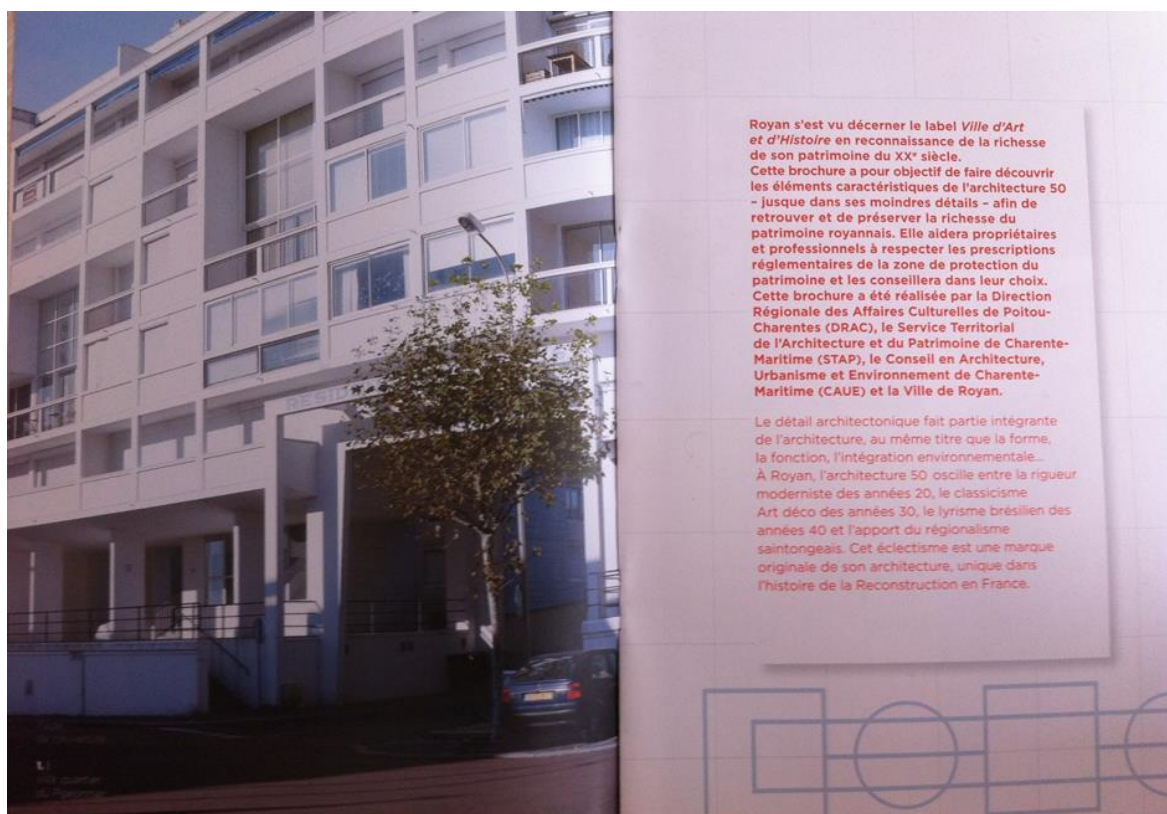 RESID
Royan s'est vu décerner le label Ville d'Art
et d'Histoire en reconnaissance de la richesse
de son patrimoine du XXe siècle.
Cette brochure a pour objectif de faire découvrir
les éléments caractéristiques de l'architecture 50
– jusque dans ses moindres détails – afin de
retrouver et de préserver la richesse du
patrimoine royannais. Elle aidera propriétaires
et professionnels à respecter les prescriptions
réglementaires de la zone de protection du
patrimoine et les conseillera dans leur choix.
Cette brochure a été réalisée par la Direction
Régionale des Affaires Culturelles de Poitou-
Charentes (DRAC), le Service Territorial
de l'Architecture et du Patrimoine de Charente-
Maritime (STAP), le Conseil en Architecture,
Urbanisme et Environnement de Charente-
Maritime (CAUE) et la Ville de Royan.
Le détail architectonique fait partie intégrante
de l'architecture, au même titre que la forme,
la fonction, l'intégration environnementale...
À Royan, l'architecture 50 oscille entre la rigueur
moderniste des années 20, le classicisme
Art déco des années 30, le lyrisme brésilien des
années 40 et l'apport du régionalisme
saintongeais. Cet éclectisme est une marque
originale de son architecture, unique dans
l'histoire de la Reconstruction en France.